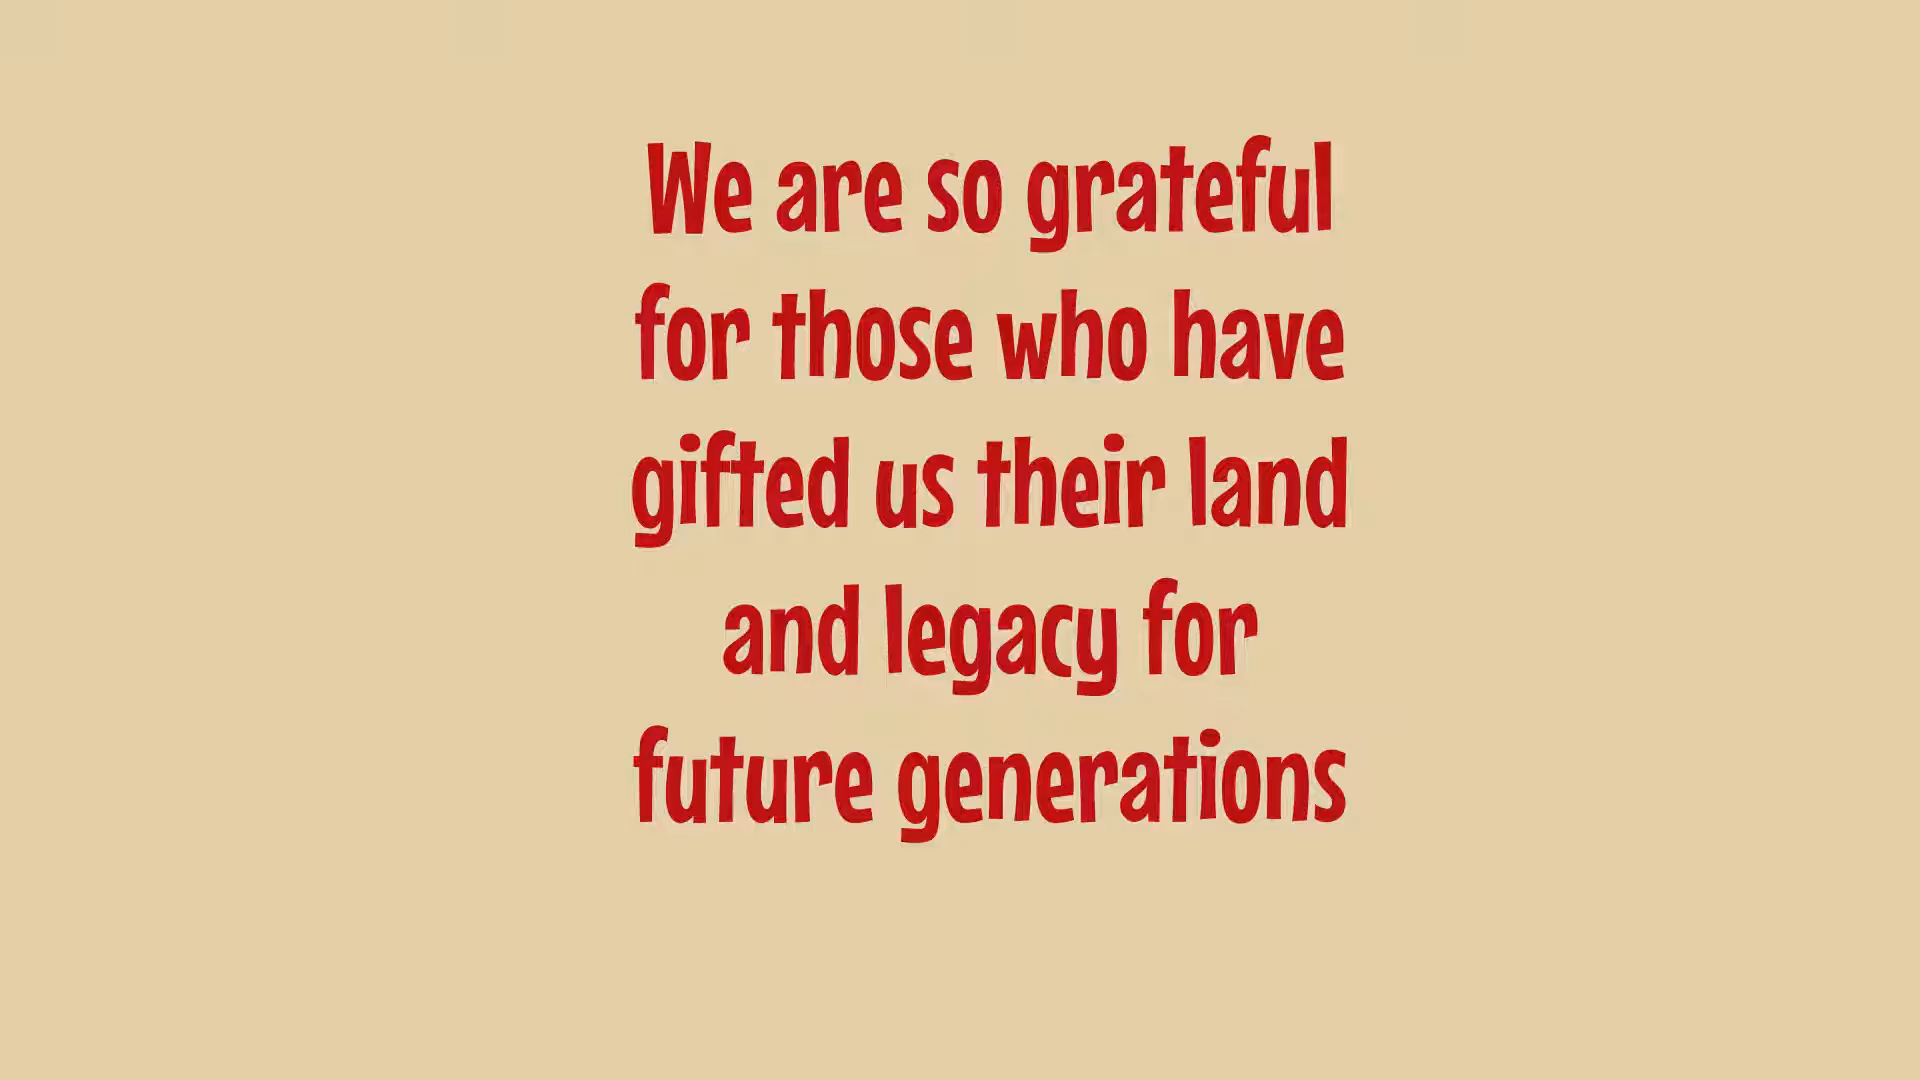 We are so grateful
for those who have
gifted us their land
and legacy for
future generations